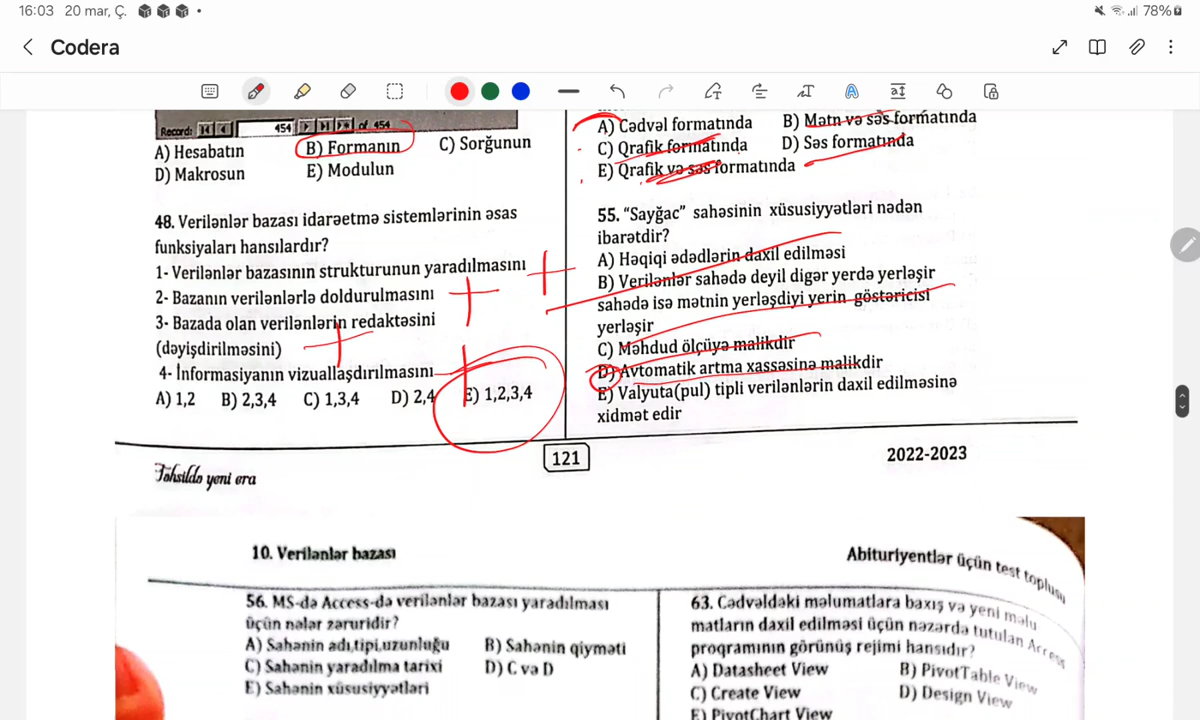 16:03 20 mar, Ç.
78%
Codera
Record:
454
of 454
A) Hesabatın B) Formanın C) Sorğunun
D) Makrosun E) Modulun
48. Verilənlər bazası idarəetmə sistemlərinin əsas
funksiyaları hansılardır?
1- Verilənlər bazasının strukturunun yaradılmasını
2- Bazanın verilənlərlə doldurulmasını
3- Bazada olan verilənlərin redaktəsini
(dəyişdirilməsini)
4- İnformasiyanın vizuallaşdırılmasını
A) 1,2 B) 2,3,4 C) 1,3,4 D) 2,4 E) 1,2,3,4
A) Cədvəl formatında B) Mətn və səs formatında
C) Qrafik formatında D) Səs formatında
E) Qrafik və səs formatında
55. “Sayğac” sahəsinin xüsusiyyətləri nədən
ibarətdir?
A) Həqiqi ədədlərin daxil edilməsi
B) Verilənlər sahədə deyil digər yerdə yerləşir
sahədə isə mətnin yerləşdiyi yerin göstəricisi
yerləşir
C) Məhdud ölçüyə malikdir
D) Avtomatik artma xassəsinə malikdir
E) Valyuta(pul) tipli verilənlərin daxil edilməsinə
xidmət edir
Təhsildə yeni era
121
2022-2023
10. Verilənlər bazası
Abituriyentlər üçün test toplusu
56. MS-də Access-də verilənlər bazası yaradılması
üçün nələr zəruridir?
A) Sahənin adı,tipi,uzunluğu B) Sahənin qiyməti
C) Sahənin yaradılma tarixi D) C və D
E) Sahənin xüsusiyyətləri
63. Cədvəldəki məlumatlara baxış və yeni məlu
matların daxil edilməsi üçün nəzərdə tutulan Access
proqramının görünüş rejimi hansıdır?
A) Datasheet View B) PivotTable View
C) Create View D) Design View
E) PivotChart View